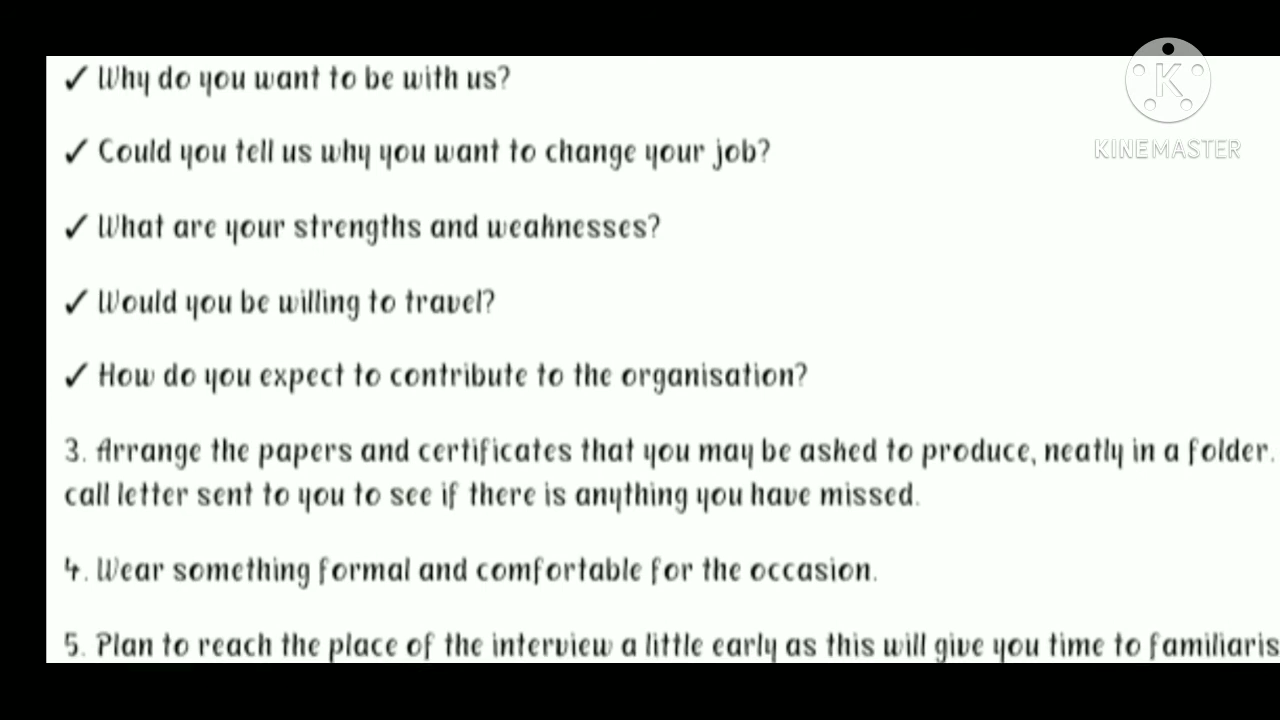 ✓ Why do you want to be with us?
✓ Could you tell us why you want to change your job?
✓ What are your strengths and weaknesses?
✓ Would you be willing to travel?
✓ How do you expect to contribute to the organisation?
3. Arrange the papers and certificates that you may be asked to produce, neatly in a folder.
call letter sent to you to see if there is anything you have missed.
4. Wear something formal and comfortable for the occasion.
5. Plan to reach the place of the interview a little early as this will give you time to familiaris
K
KINEMASTER